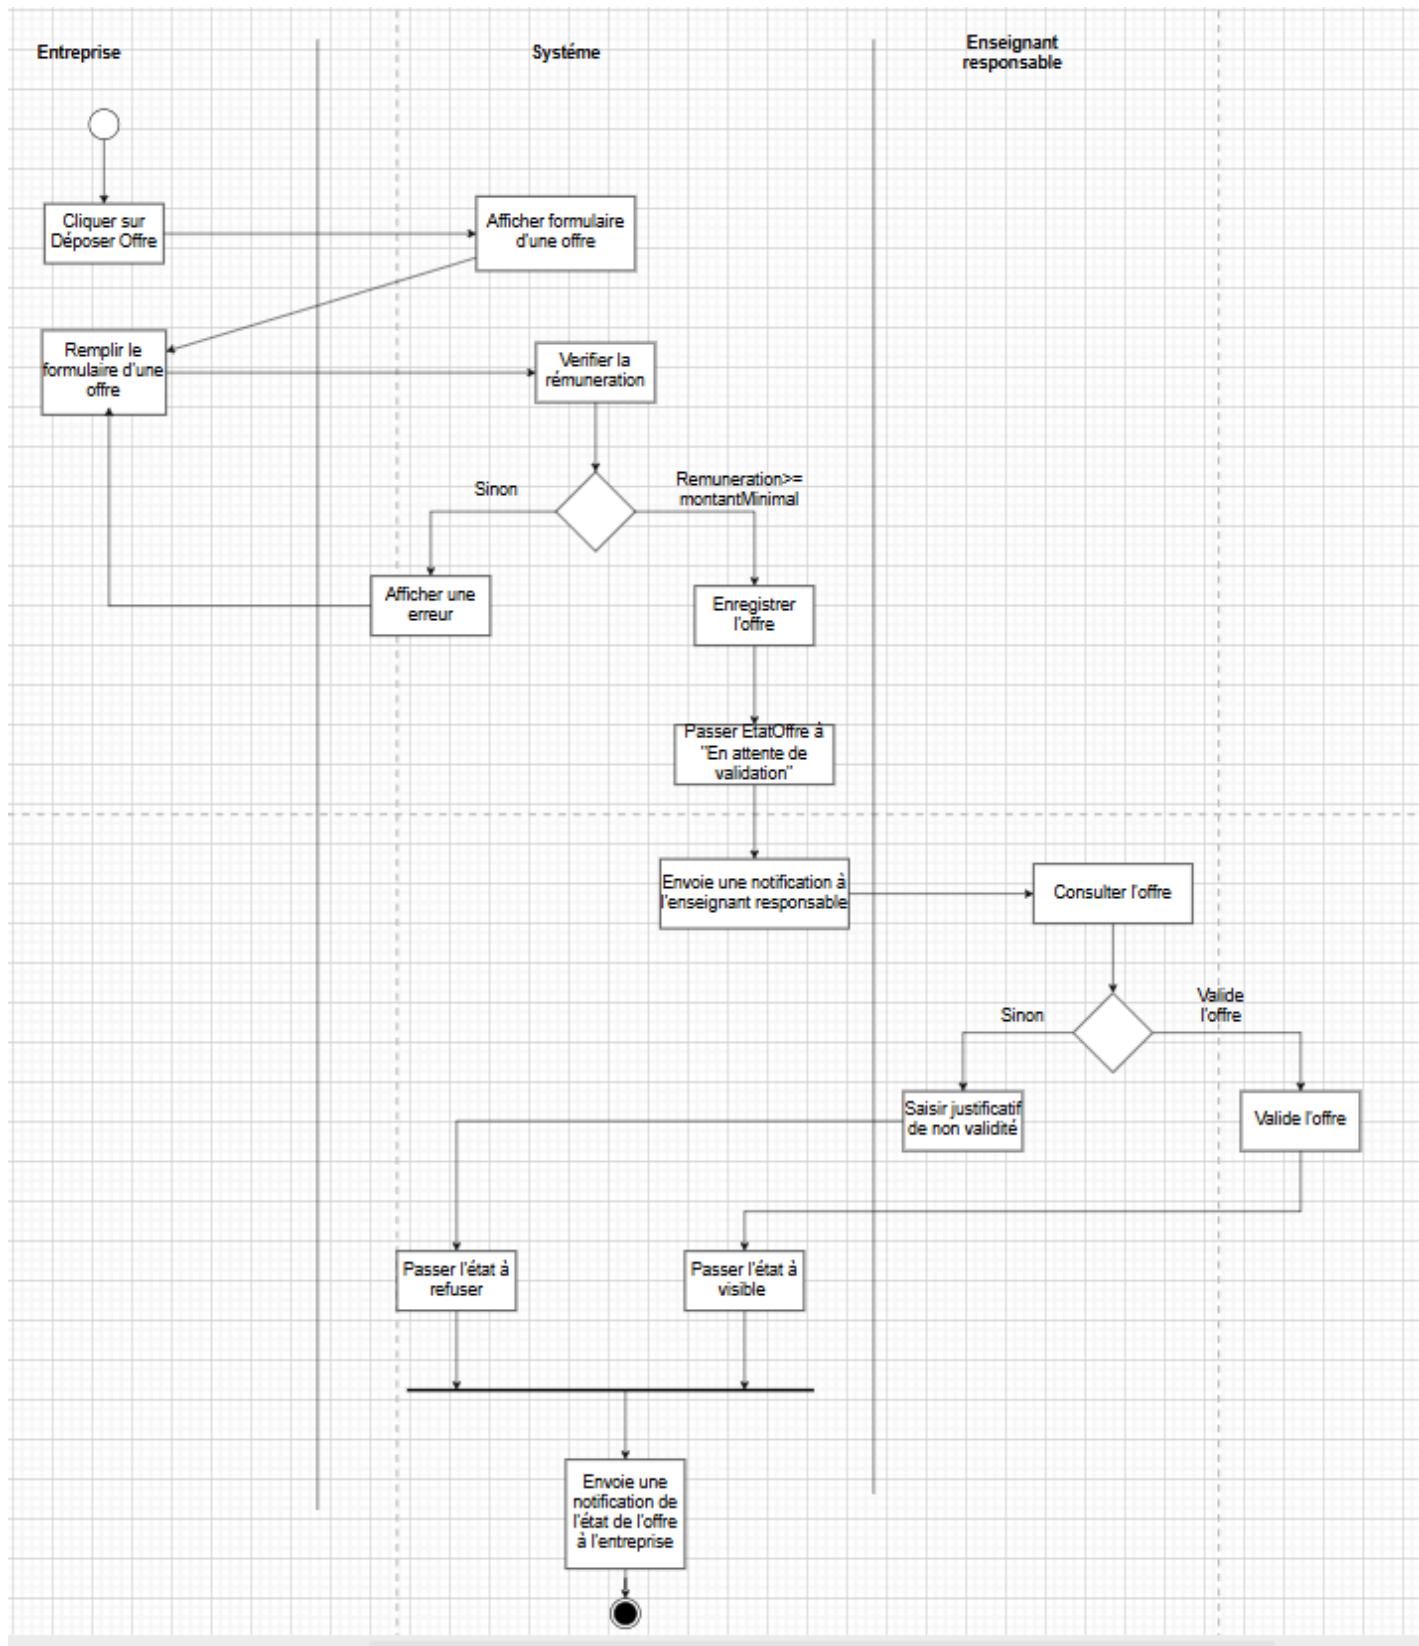 Entreprise
Systéme
Enseignant
responsable
Cliquer sur
Déposer Offre
Afficher formulaire
d'une offre
Remplir le
formulaire d'une
offre
Verifier la
rémuneration
Sinon
Remuneration>=
montantMinimal
Afficher une
erreur
Enregistrer
l'offre
Passer EtatOffre à
"En attente de
validation"
Envoie une notification à
l'enseignant responsable
Consulter l'offre
Sinon
Valide
l'offre
Saisir justificatif
de non validité
Valide l'offre
Passer l'état à
refuser
Passer l'état à
visible
Envoie une
notification de
l'état de l'offre
à l'entreprise